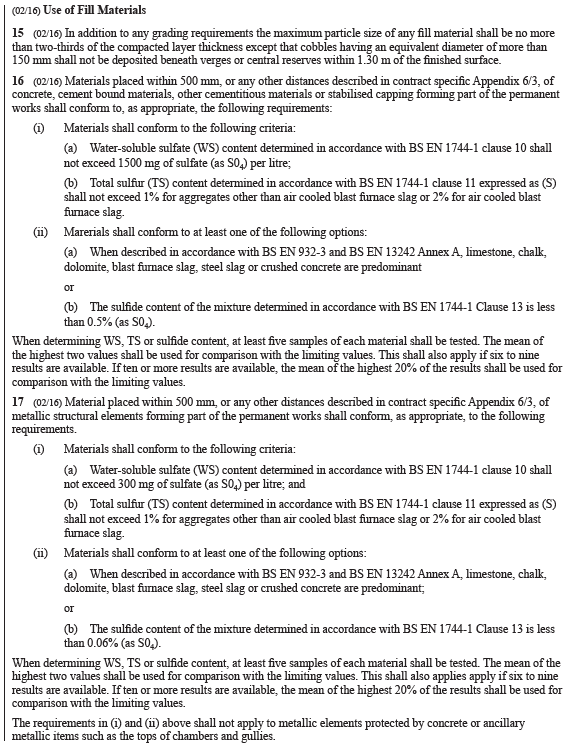 (02/16) Use of Fill Materials
15 (02/16) In addition to any grading requirements the maximum particle size of any fill material shall be no more
than two-thirds of the compacted layer thickness except that cobbles having an equivalent diameter of more than
150 mm shall not be deposited beneath verges or central reserves within 1.30 m of the finished surface.
16 (02/16) Materials placed within 500 mm, or any other distances described in contract specific Appendix 6/3, of
concrete, cement bound materials, other cementitious materials or stabilised capping forming part of the permanent
works shall conform to, as appropriate, the following requirements:
(i) Materials shall conform to the following criteria:
(a) Water-soluble sulfate (WS) content determined in accordance with BS EN 1744-1 clause 10 shall
not exceed 1500 mg of sulfate (as S0₄) per litre;
(b) Total sulfur (TS) content determined in accordance with BS EN 1744-1 clause 11 expressed as (S)
shall not exceed 1% for aggregates other than air cooled blast furnace slag or 2% for air cooled blast
furnace slag.
(ii) Marerials shall conform to at least one of the following options:
(a) When described in accordance with BS EN 932-3 and BS EN 13242 Annex A, limestone, chalk,
dolomite, blast furnace slag, steel slag or crushed concrete are predominant
or
(b) The sulfide content of the mixture determined in accordance with BS EN 1744-1 Clause 13 is less
than 0.5% (as S0₄).
When determining WS, TS or sulfide content, at least five samples of each material shall be tested. The mean of
the highest two values shall be used for comparison with the limiting values. This shall also apply if six to nine
results are available. If ten or more results are available, the mean of the highest 20% of the results shall be used for
comparison with the limiting values.
17 (02/16) Material placed within 500 mm, or any other distances described in contract specific Appendix 6/3, of
metallic structural elements forming part of the permanent works shall conform, as appropriate, to the following
requirements.
(i) Materials shall conform to the following criteria:
(a) Water-soluble sulfate (WS) content determined in accordance with BS EN 1744-1 clause 10 shall
not exceed 300 mg of sulfate (as S0₄) per litre; and
(b) Total sulfur (TS) content determined in accordance with BS EN 1744-1 clause 11 expressed as (S)
shall not exceed 1% for aggregates other than air cooled blast furnace slag or 2% for air cooled blast
furnace slag.
(ii) Materials shall conform to at least one of the following options:
(a) When described in accordance with BS EN 932-3 and BS EN 13242 Annex A, limestone, chalk,
dolomite, blast furnace slag, steel slag or crushed concrete are predominant;
or
(b) The sulfide content of the mixture determined in accordance with BS EN 1744-1 Clause 13 is less
than 0.06% (as S0₄).
When determining WS, TS or sulfide content, at least five samples of each material shall be tested. The mean of the
highest two values shall be used for comparison with the limiting values. This shall also applies apply if six to nine
results are available. If ten or more results are available, the mean of the highest 20% of the results shall be used for
comparison with the limiting values.
The requirements in (i) and (ii) above shall not apply to metallic elements protected by concrete or ancillary
metallic items such as the tops of chambers and gullies.